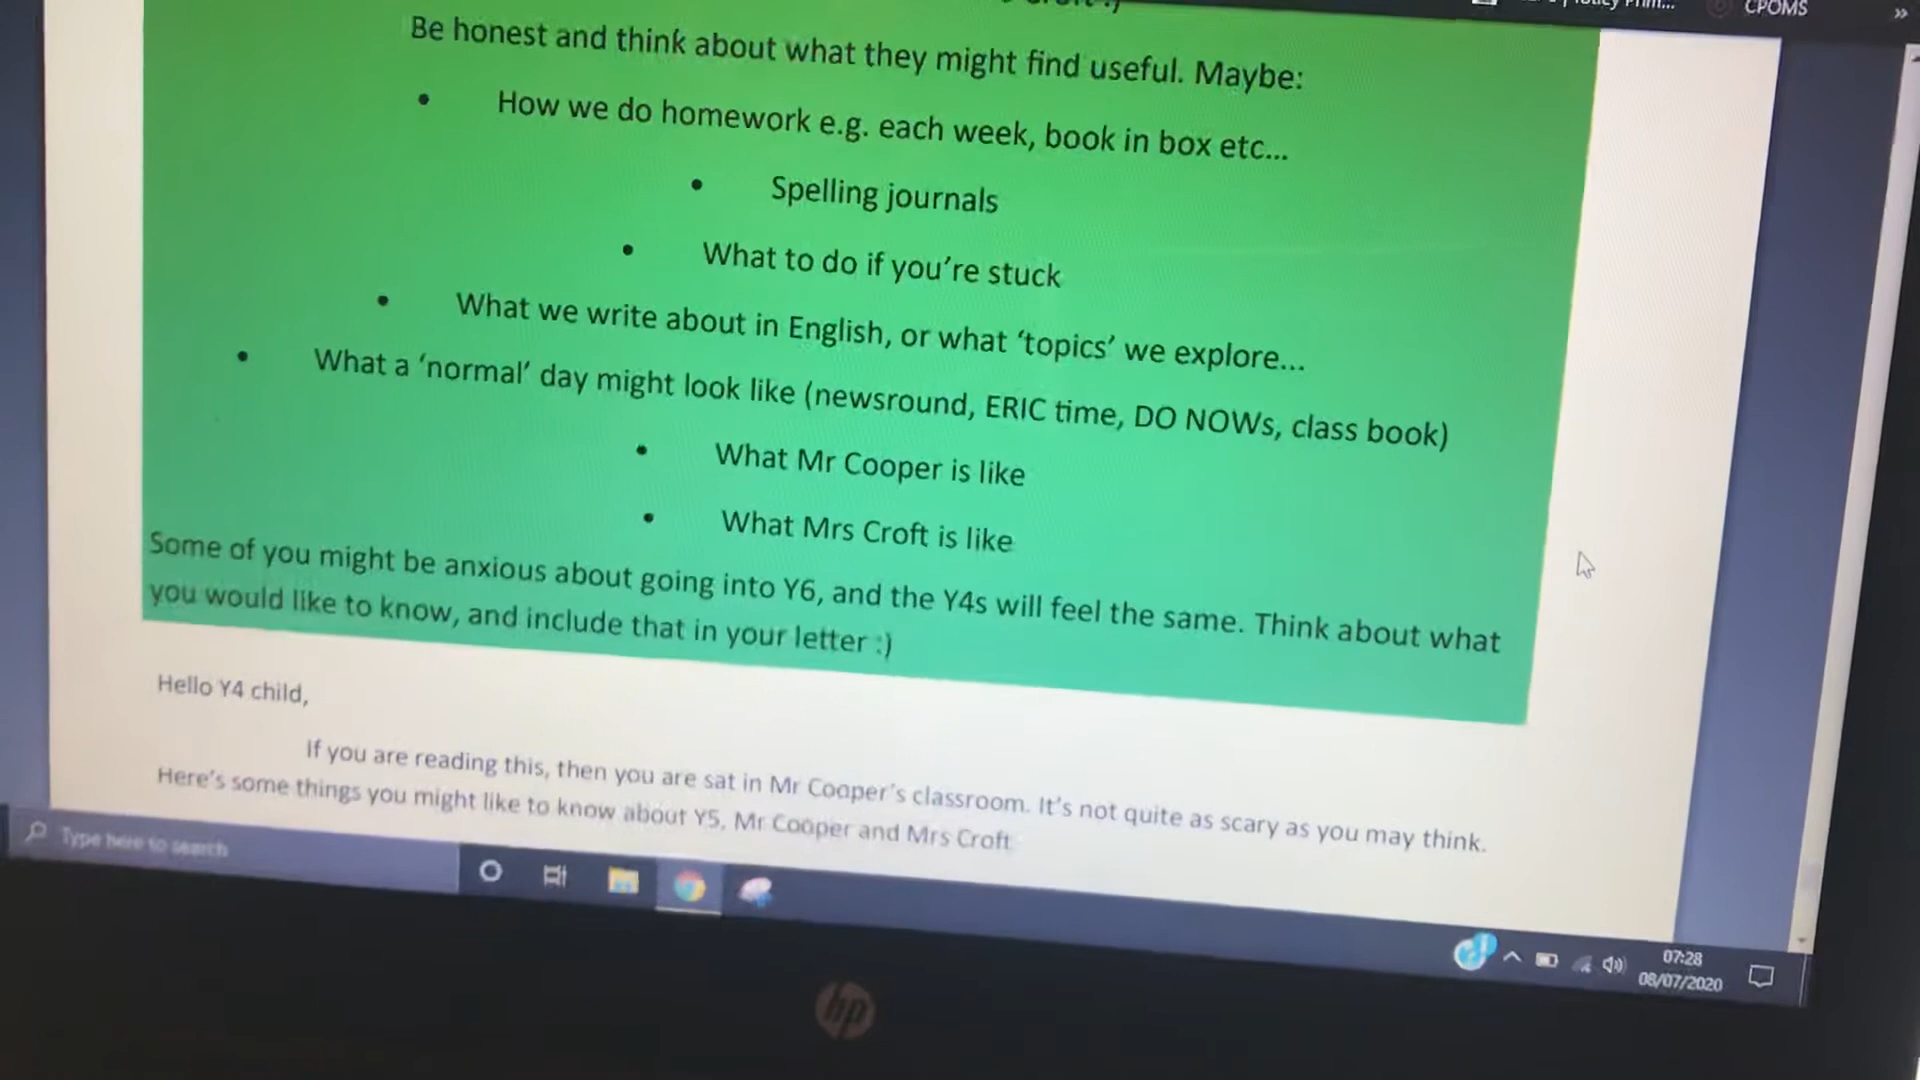 CPOMS
»
Be honest and think about what they might find useful. Maybe:
• How we do homework e.g. each week, book in box etc...
• Spelling journals
• What to do if you're stuck
• What we write about in English, or what 'topics' we explore...
• What a 'normal' day might look like (newsround, ERIC time, DO NOWs, class book)
• What Mr Cooper is like
• What Mrs Croft is like
Some of you might be anxious about going into Y6, and the Y4s will feel the same. Think about what
you would like to know, and include that in your letter :)
Hello Y4 child,
If you are reading this, then you are sat in Mr Cooper's classroom. It's not quite as scary as you may think.
Here's some things you might like to know about Y5, Mr Cooper and Mrs Croft
Type here to search
07:28
08/07/2020
hp